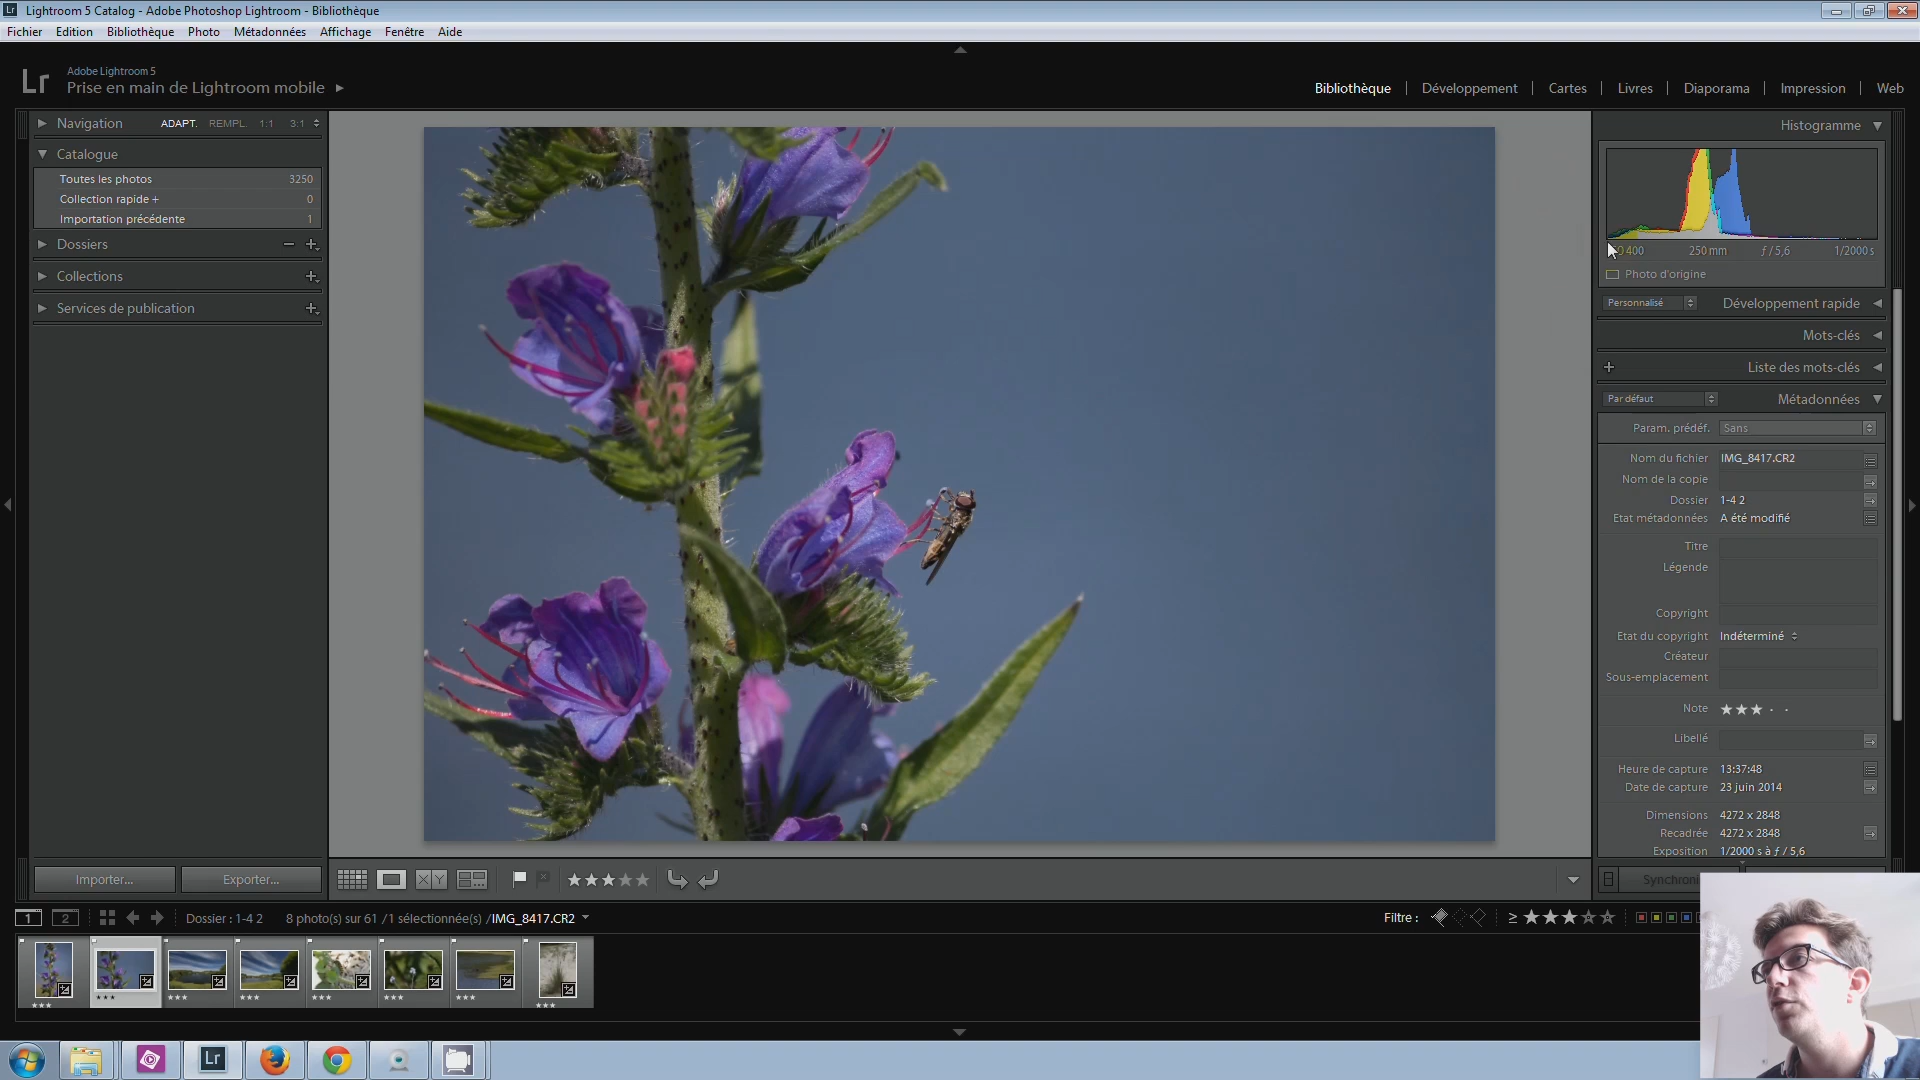 Lightroom 5 Catalog - Adobe Photoshop Lightroom - Bibliothèque
Fichier Edition Bibliothèque Photo Métadonnées Affichage Fenêtre Aide
Lr
Adobe Lightroom 5
Prise en main de Lightroom mobile
Bibliothèque Développement Cartes Livres Diaporama Impression Web
Navigation ADAPT. REMPL. 1:1 3:1
Catalogue
Toutes les photos 3250
Collection rapide + 0
Importation précédente 1
Dossiers
Collections
Services de publication
Importer... Exporter...
Histogramme
400 250 mm ƒ / 5,6 1/2000 s
Photo d'origine
Personnalisé Développement rapide
Mots-clés
Liste des mots-clés
Par défaut Métadonnées
Param. prédéf. Sans
Nom du fichier IMG_8417.CR2
Nom de la copie
Dossier 1-4 2
Etat métadonnées A été modifié
Titre
Légende
Copyright
Etat du copyright Indéterminé
Créateur
Sous-emplacement
Note ★★★ · ·
Libellé
Heure de capture 13:37:48
Date de capture 23 juin 2014
Dimensions 4272 x 2848
Recadrée 4272 x 2848
Exposition 1/2000 s à ƒ / 5,6
XY
1 2 Dossier : 1-4 2 8 photo(s) sur 61 /1 sélectionnée(s) /IMG_8417.CR2 Filtre : ≥
Lr